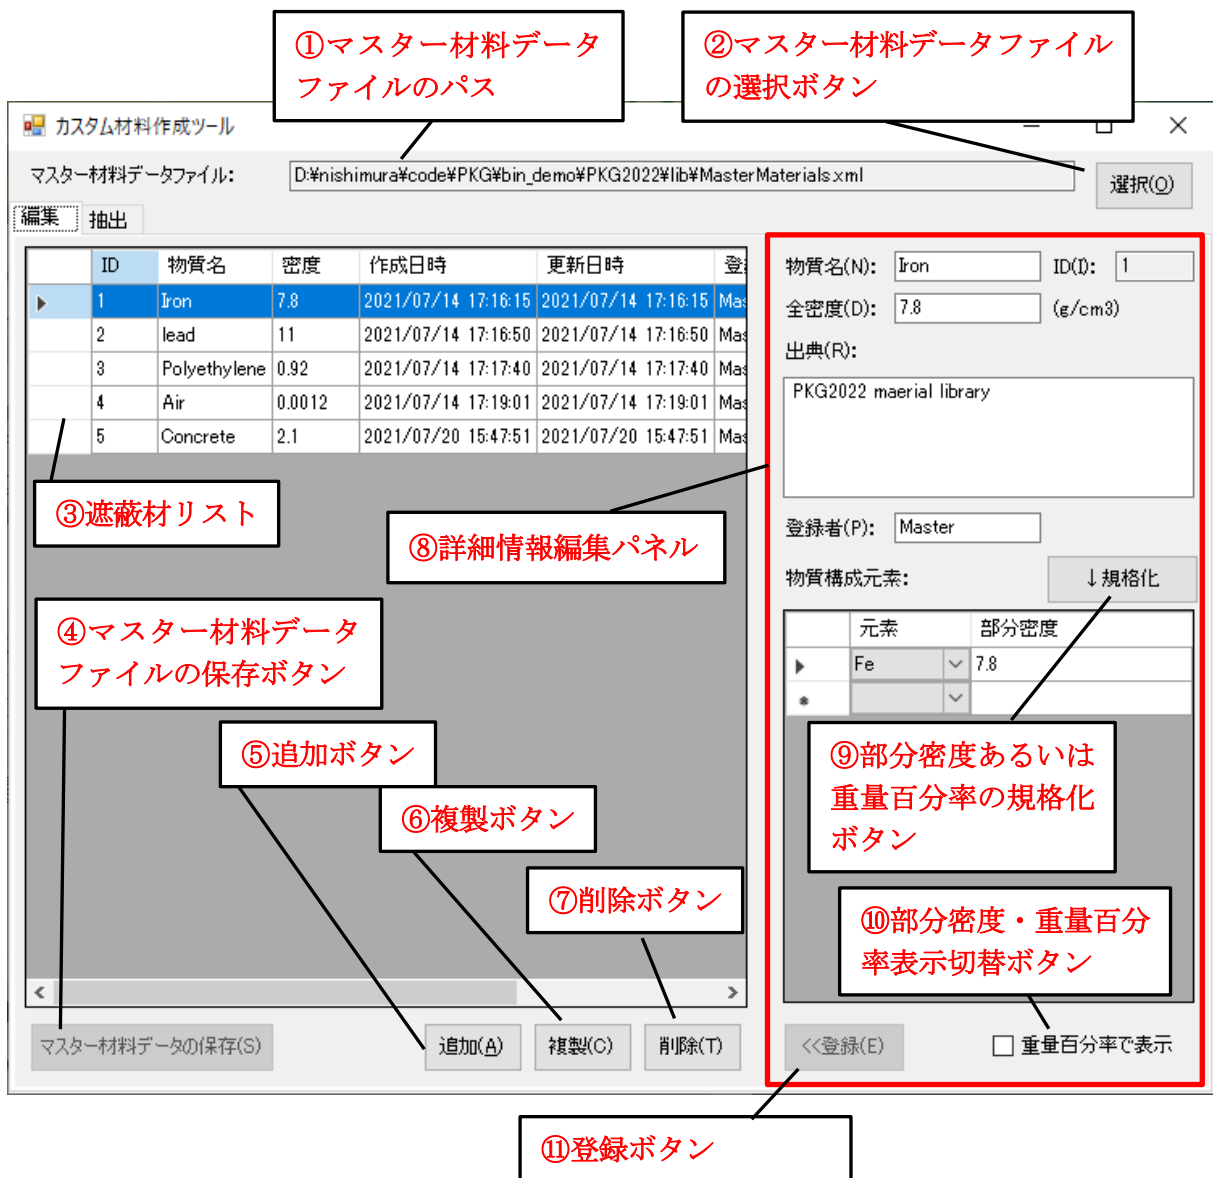 ①マスター材料データ
ファイルのパス
②マスター材料データファイル
の選択ボタン
カスタム材料作成ツール
マスター材料データファイル:
D:¥nishimura¥code¥PKG¥bin_demo¥PKG2022¥lib¥MasterMaterials.xml
選択(O)
編集 抽出
ID 物質名 密度 作成日時 更新日時
1 Iron 7.8 2021/07/14 17:16:15 2021/07/14 17:16:15 Mas
2 lead 11 2021/07/14 17:16:50 2021/07/14 17:16:50 Mas
3 Polyethylene 0.92 2021/07/14 17:17:40 2021/07/14 17:17:40 Mas
4 Air 0.0012 2021/07/14 17:19:01 2021/07/14 17:19:01 Mas
5 Concrete 2.1 2021/07/20 15:47:51 2021/07/20 15:47:51 Mas
③遮蔽材リスト
④マスター材料データ
ファイルの保存ボタン
⑤追加ボタン
⑥複製ボタン
⑦削除ボタン
マスター材料データの保存(S)
追加(A)
複製(C)
削除(T)
物質名(N): Iron ID(I): 1
全密度(D): 7.8 (g/cm3)
出典(R):
PKG2022 maerial library
⑧詳細情報編集パネル
登録者(P): Master
物質構成元素: ↓規格化
元素 部分密度
Fe 7.8
⑨部分密度あるいは
重量百分率の規格化
ボタン
⑩部分密度・重量百分
率表示切替ボタン
<<登録(E) 重量百分率で表示
⑪登録ボタン